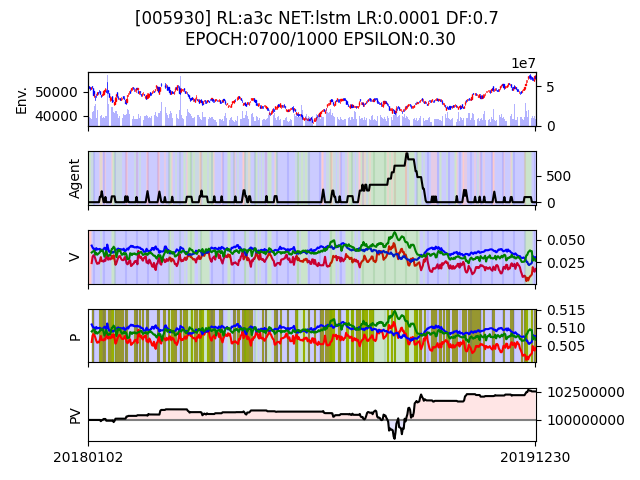 [005930] RL:a3c NET:lstm LR:0.0001 DF:0.7
EPOCH:0700/1000 EPSILON:0.30
1e7
Env.
50000
40000
5
0
Agent
500
0
V
0.050
0.025
P
0.515
0.510
0.505
PV
102500000
100000000
20180102
20191230